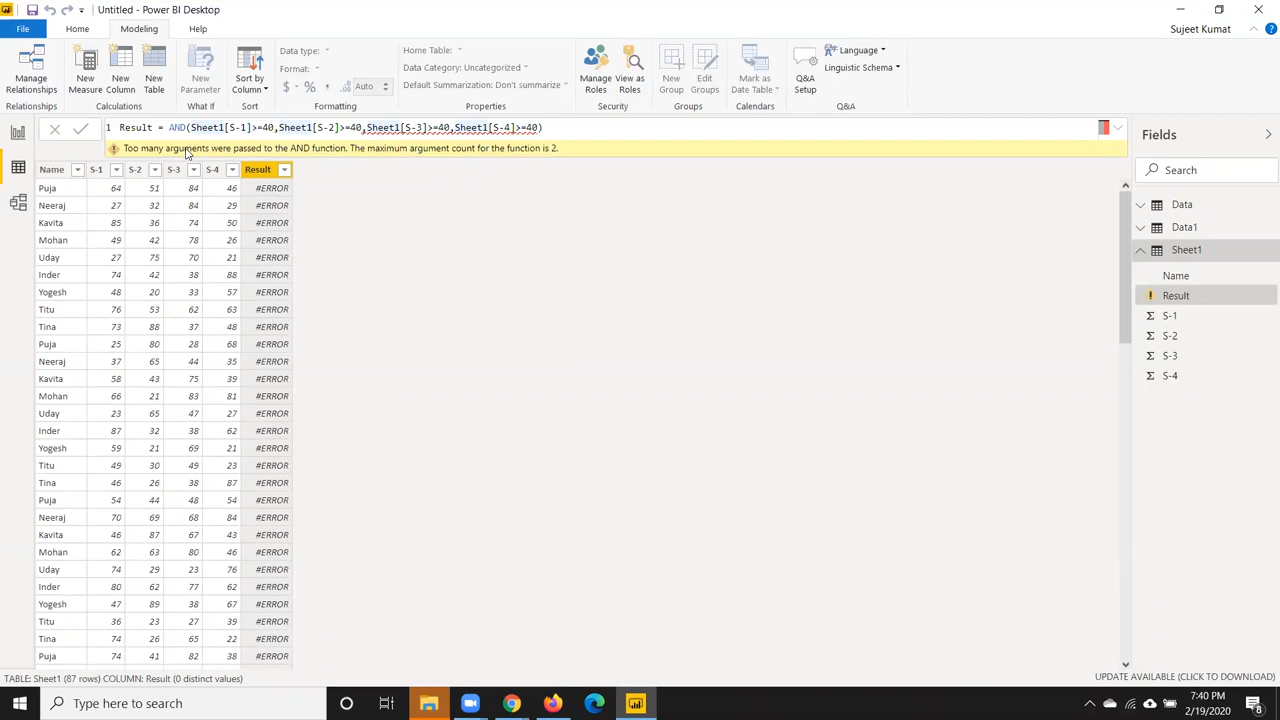 Untitled - Power BI Desktop
File Home Modeling Help Sujeet Kumat
Manage Relationships New Measure New Column New Table New Parameter Sort by Column Data type: Format: $ % Auto Home Table: Data Category: Uncategorized Default Summarization: Don't summarize Manage Roles View as Roles New Group Edit Groups Mark as Date Table Q&A Setup Language Linguistic Schema
Relationships Calculations What If Sort Formatting Properties Security Groups Calendars Q&A
1 Result = AND(Sheet1[S-1]>=40,Sheet1[S-2]>=40,Sheet1[S-3]>=40,Sheet1[S-4]>=40)
Too many arguments were passed to the AND function. The maximum argument count for the function is 2.
Name S-1 S-2 S-3 S-4 Result
Puja 64 51 84 46 #ERROR
Neeraj 27 32 84 29 #ERROR
Kavita 85 36 74 50 #ERROR
Mohan 49 42 78 26 #ERROR
Uday 27 75 70 21 #ERROR
Inder 74 42 38 88 #ERROR
Yogesh 48 20 33 57 #ERROR
Titu 76 53 62 63 #ERROR
Tina 73 88 37 48 #ERROR
Puja 25 80 28 68 #ERROR
Neeraj 37 65 44 35 #ERROR
Kavita 58 43 75 39 #ERROR
Mohan 66 21 83 81 #ERROR
Uday 23 65 47 27 #ERROR
Inder 87 32 38 62 #ERROR
Yogesh 59 21 69 21 #ERROR
Titu 49 30 49 23 #ERROR
Tina 46 26 38 87 #ERROR
Puja 54 44 48 54 #ERROR
Neeraj 70 69 68 84 #ERROR
Kavita 46 87 67 43 #ERROR
Mohan 62 63 80 46 #ERROR
Uday 74 29 23 76 #ERROR
Inder 80 62 77 62 #ERROR
Yogesh 47 89 38 67 #ERROR
Titu 36 23 27 39 #ERROR
Tina 74 26 65 22 #ERROR
Puja 74 41 82 38 #ERROR
Fields
Search
Data
Data1
Sheet1
Name
Result
S-1
S-2
S-3
S-4
TABLE: Sheet1 (87 rows) COLUMN: Result (0 distinct values) UPDATE AVAILABLE (CLICK TO DOWNLOAD)
Type here to search
7:40 PM
2/19/2020
8